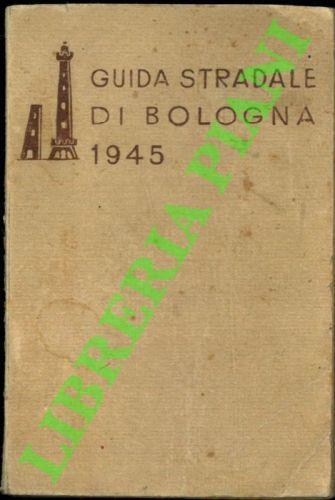 GUIDA STRADALE
DI BOLOGNA
1945
LIBRERIA PIANI